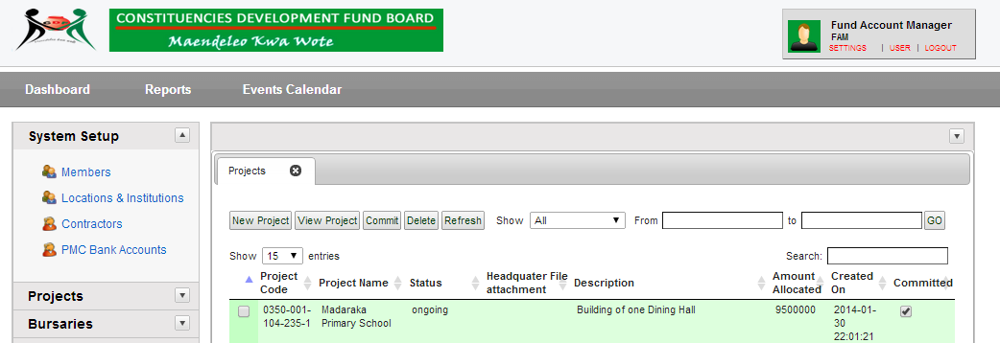 CONSTITUENCIES DEVELOPMENT FUND BOARD
Maendeleo Kwa Wote
Fund Account Manager
FAM
SETTINGS | USER | LOGOUT
Dashboard Reports Events Calendar
System Setup
Members
Locations & Institutions
Contractors
PMC Bank Accounts
Projects
Bursaries
Projects
New Project View Project Commit Delete Refresh Show All From to GO
Show 15 entries Search:
Project Code Project Name Status Headquater File attachment Description Amount Allocated Created On Committed
0350-001-104-235-1 Madaraka Primary School ongoing Building of one Dining Hall 9500000 2014-01-30 22:01:21